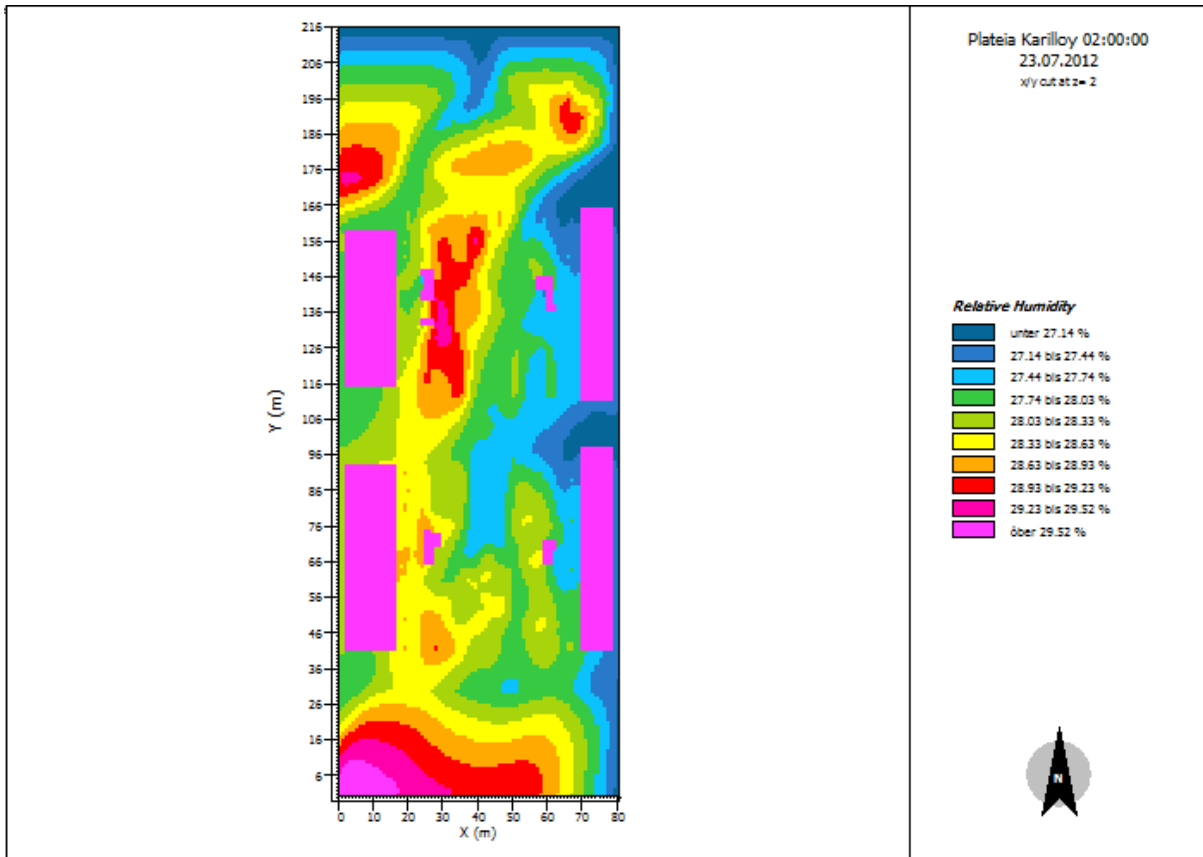 Plateia Karilloy 02:00:00
23.07.2012
x/y cut at z= 2
216
206
196
186
176
166
156
146
136
126
116
106
96
86
76
66
56
46
36
26
16
6
Y (m)
0 10 20 30 40 50 60 70 80
X (m)
Relative Humidity
unter 27.14 %
27.14 bis 27.44 %
27.44 bis 27.74 %
27.74 bis 28.03 %
28.03 bis 28.33 %
28.33 bis 28.63 %
28.63 bis 28.93 %
28.93 bis 29.23 %
29.23 bis 29.52 %
öber 29.52 %
N